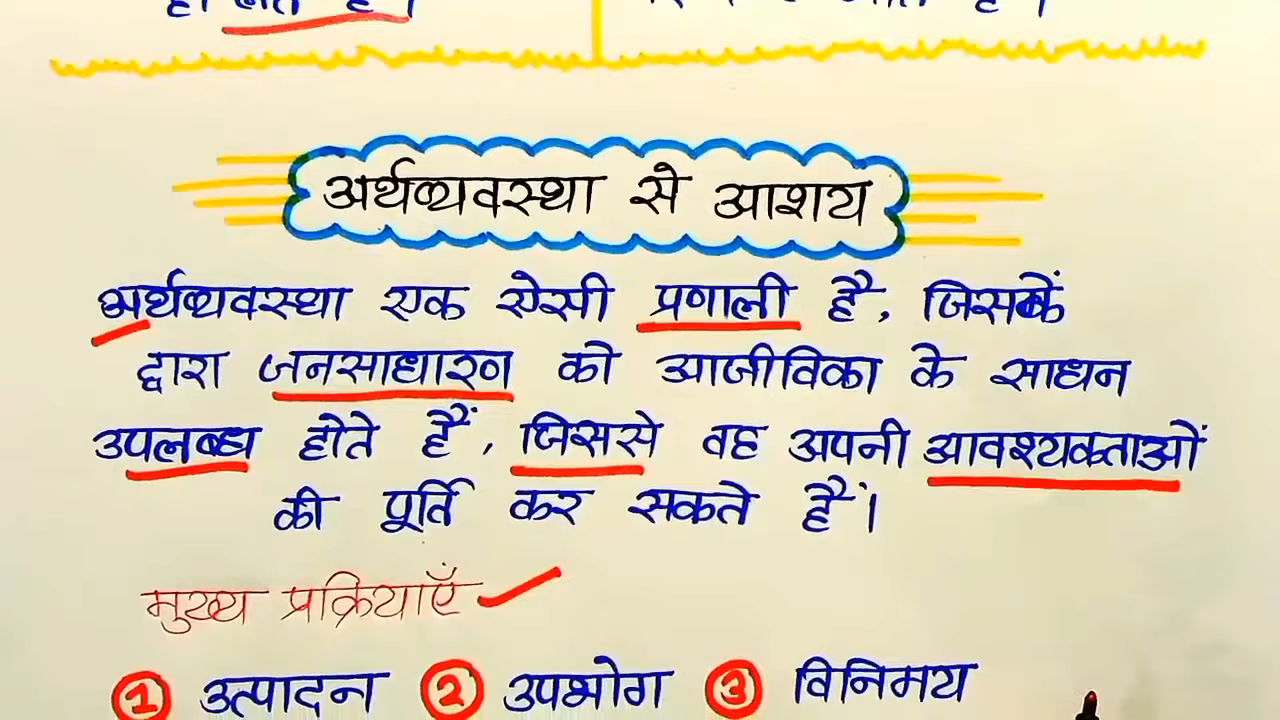 अर्थव्यवस्था से आशय
अर्थव्यवस्था एक ऐसी प्रणाली है, जिसके
द्वारा जनसाधारण को आजीविका के साधन
उपलब्ध होते हैं, जिससे वह अपनी आवश्यकताओं
की पूर्ति कर सकते हैं।
मुख्य प्रक्रियाएँ
1 उत्पादन 2 उपभोग 3 विनिमय